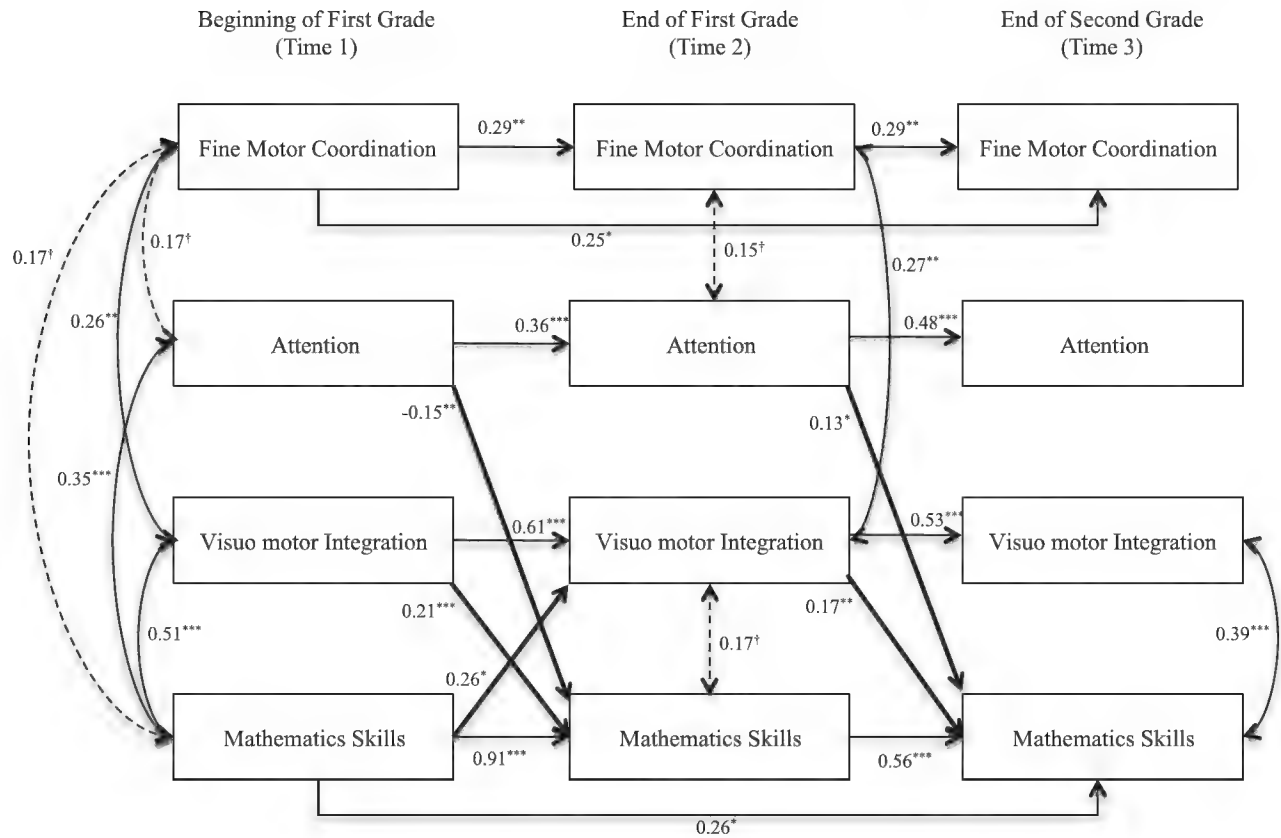 Beginning of First Grade
(Time 1)
End of First Grade
(Time 2)
End of Second Grade
(Time 3)
Fine Motor Coordination
0.29**
Fine Motor Coordination
0.29**
Fine Motor Coordination
0.25*
0.17†
0.17†
0.15†
0.27**
0.26**
Attention
0.36***
Attention
0.48***
Attention
-0.15**
0.13*
0.35***
Visuo motor Integration
0.61***
Visuo motor Integration
0.53***
Visuo motor Integration
0.51***
0.21***
0.17**
0.17†
0.39***
0.26*
Mathematics Skills
0.91***
Mathematics Skills
0.56***
Mathematics Skills
0.26*